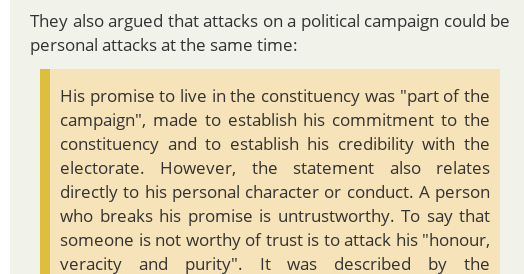 They also argued that attacks on a political campaign could be
personal attacks at the same time:
His promise to live in the constituency was "part of the
campaign", made to establish his commitment to the
constituency and to establish his credibility with the
electorate. However, the statement also relates
directly to his personal character or conduct. A person
who breaks his promise is untrustworthy. To say that
someone is not worthy of trust is to attack his "honour,
veracity and purity". It was described by the